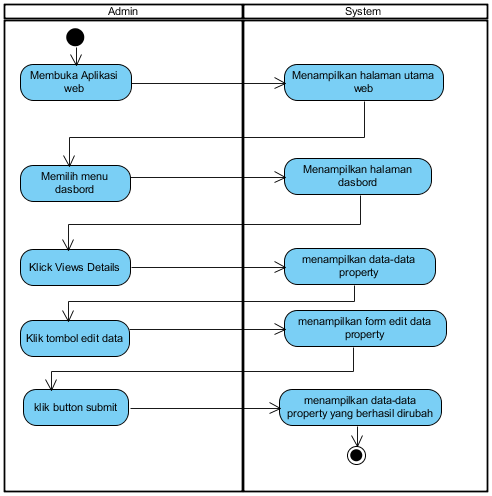 Admin
System
Membuka Aplikasi
web
Menampilkan halaman utama
web
Memilih menu
dasbord
Menampilkan halaman
dasbord
Klick Views Details
menampilkan data-data
property
Klik tombol edit data
menampilkan form edit data
property
klik button submit
menampilkan data-data
property yang berhasil dirubah